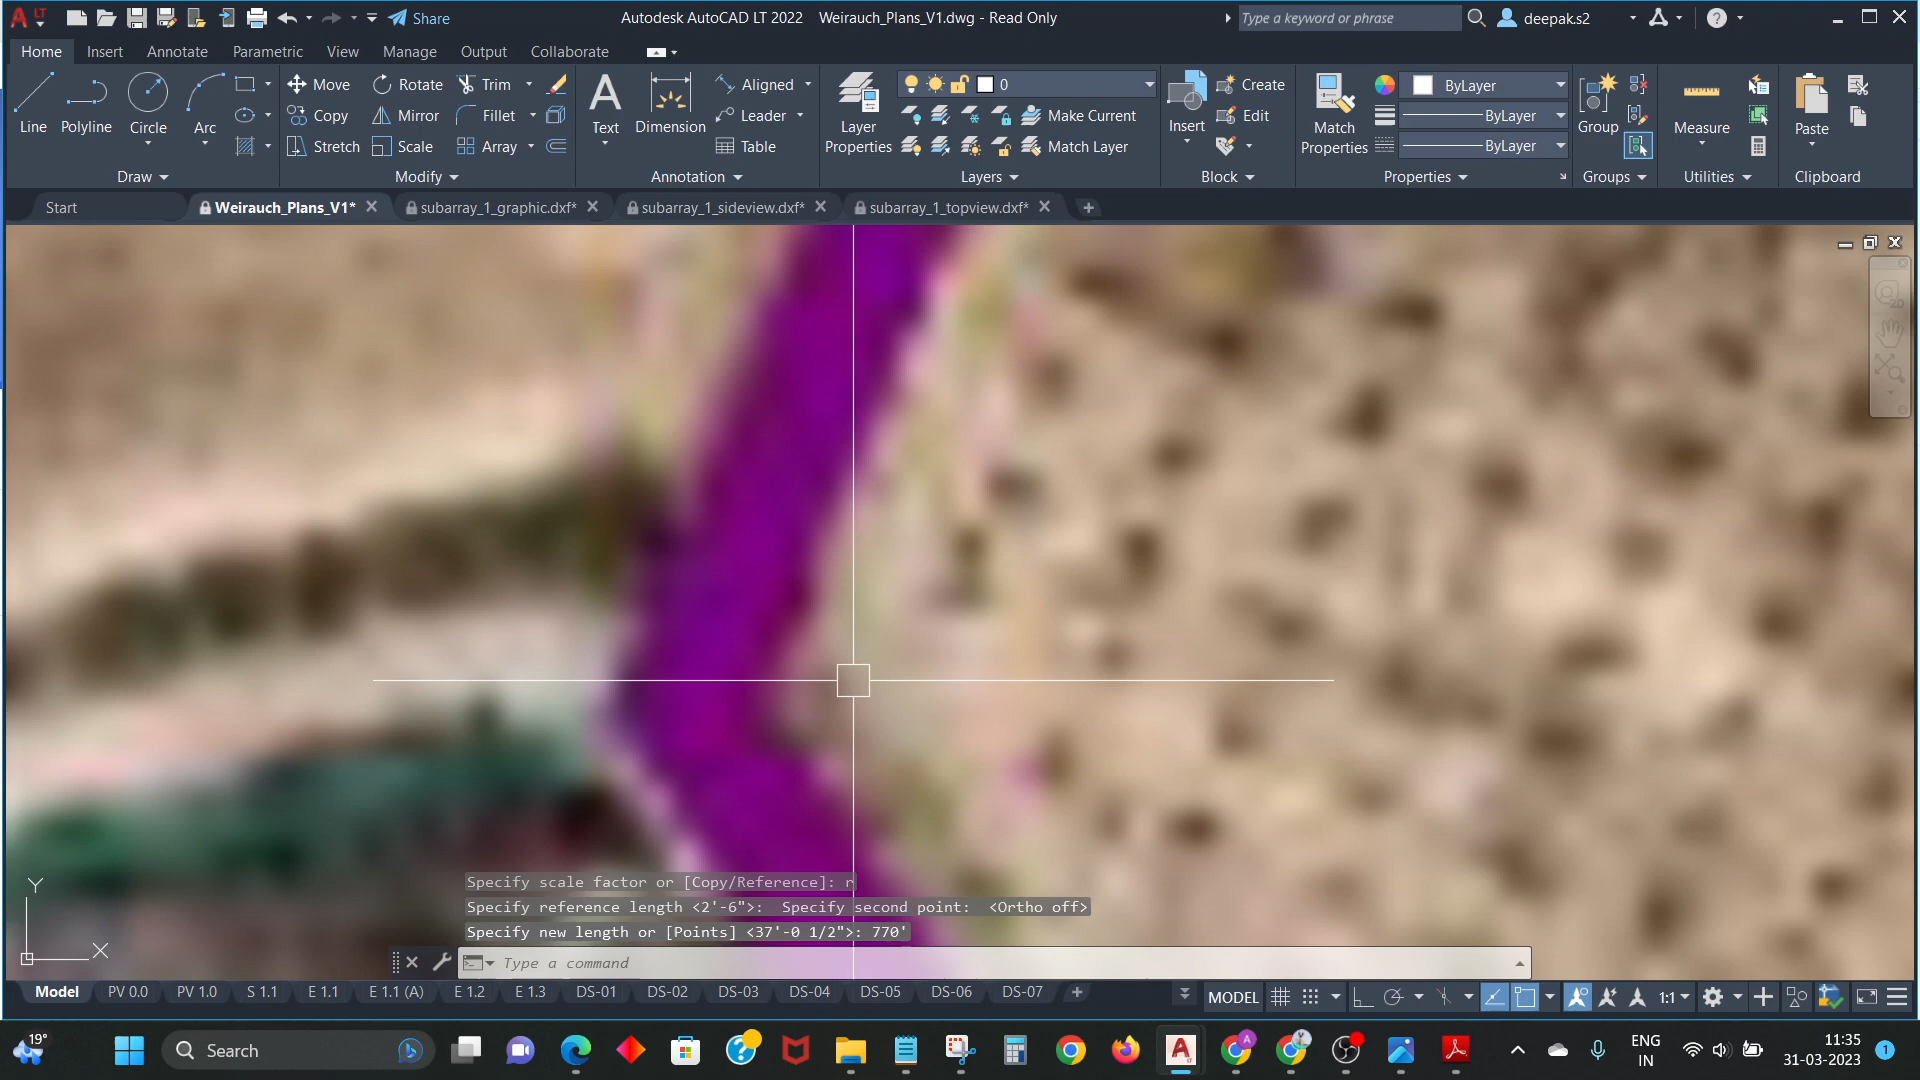 A LT
Share
Autodesk AutoCAD LT 2022 Weirauch_Plans_V1.dwg - Read Only
Type a keyword or phrase
deepak.s2
Home Insert Annotate Parametric View Manage Output Collaborate
Line Polyline Circle Arc
Draw
Move Rotate Trim
Copy Mirror Fillet
Stretch Scale Array
Modify
Text Dimension
Aligned
Leader
Table
Annotation
Layer Properties
0
Make Current
Match Layer
Layers
Insert
Create
Edit
Block
Match Properties
ByLayer
ByLayer
ByLayer
Properties
Group
Groups
Measure
Utilities
Paste
Clipboard
Start Weirauch_Plans_V1* subarray_1_graphic.dxf* subarray_1_sideview.dxf* subarray_1_topview.dxf*
2D
Specify scale factor or [Copy/Reference]: r
Specify reference length <2'-6">: Specify second point: <Ortho off>
Specify new length or [Points] <37'-0 1/2">: 770'
Type a command
Y
X
Model PV 0.0 PV 1.0 S 1.1 E 1.1 E 1.1 (A) E 1.2 E 1.3 DS-01 DS-02 DS-03 DS-04 DS-05 DS-06 DS-07
MODEL 1:1
19°
Search
ENG
IN
11:35
31-03-2023
1